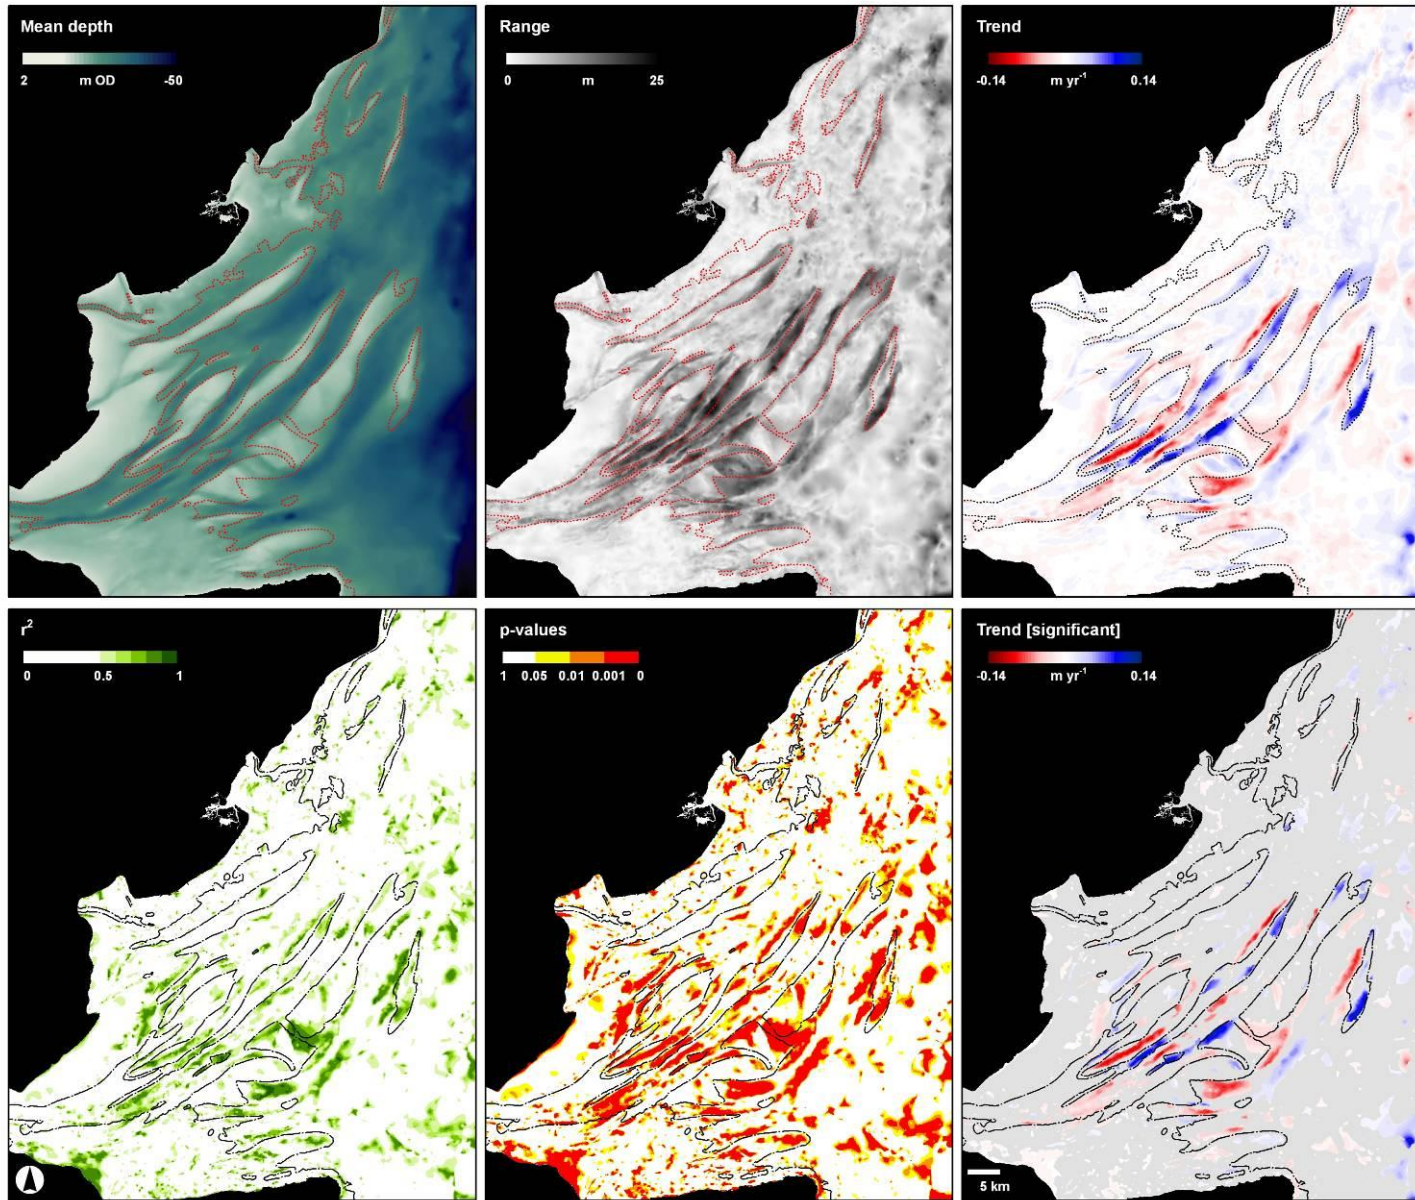 Mean depth
2 m OD -50
Range
0 m 25
Trend
-0.14 m yr⁻¹ 0.14
r²
0 0.5 1
p-values
1 0.05 0.01 0.001 0
Trend [significant]
-0.14 m yr⁻¹ 0.14
5 km